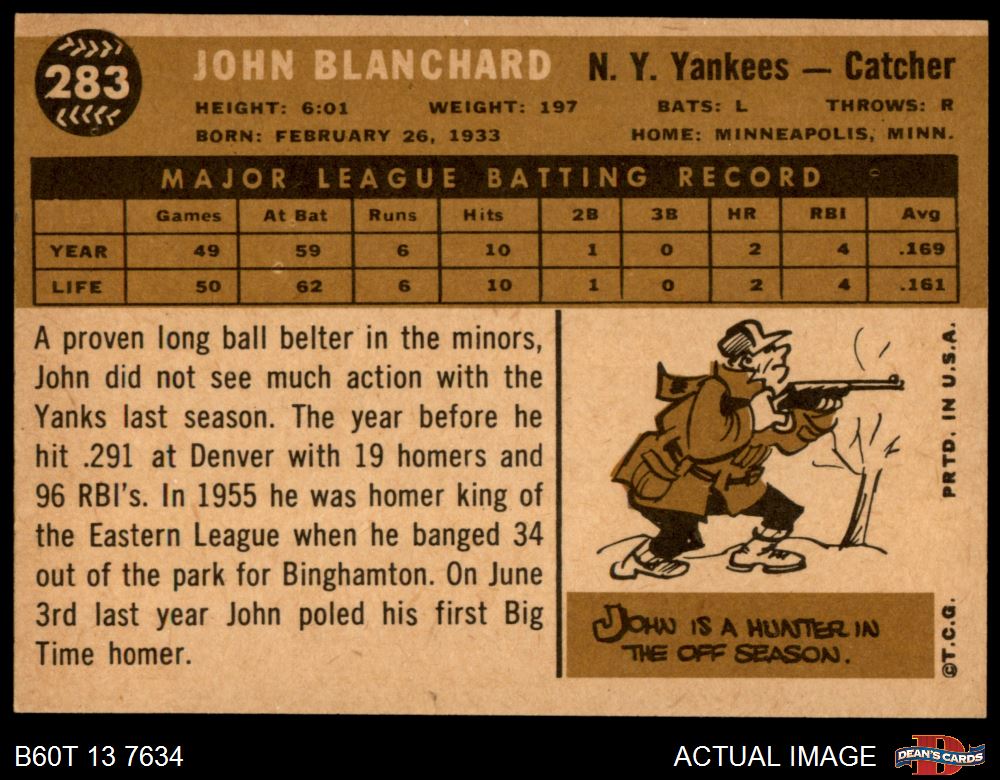 283
JOHN BLANCHARD N. Y. Yankees — Catcher
HEIGHT: 6:01 WEIGHT: 197 BATS: L THROWS: R
BORN: FEBRUARY 26, 1933 HOME: MINNEAPOLIS, MINN.
MAJOR LEAGUE BATTING RECORD
Games At Bat Runs Hits 2B 3B HR RBI Avg
YEAR 49 59 6 10 1 0 2 4 .169
LIFE 50 62 6 10 1 0 2 4 .161
A proven long ball belter in the minors,
John did not see much action with the
Yanks last season. The year before he
hit .291 at Denver with 19 homers and
96 RBI's. In 1955 he was homer king of
the Eastern League when he banged 34
out of the park for Binghamton. On June
3rd last year John poled his first Big
Time homer.
JOHN IS A HUNTER IN
THE OFF SEASON.
©T.C.G. PRTD. IN U.S.A.
B60T 13 7634 ACTUAL IMAGE
D
DEAN'S CARDS